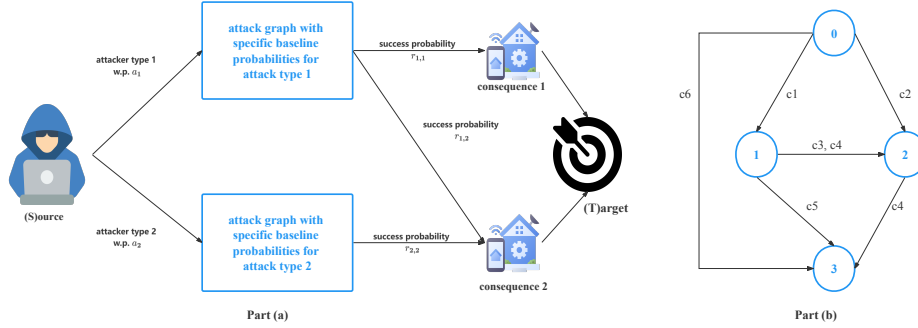 attacker type 1
w.p. a₁
attack graph with
specific baseline
probabilities for
attack type 1
success probability
r₁,₁
consequence 1
success probability
r₁,₂
(S)ource
(T)arget
attacker type 2
w.p. a₂
attack graph with
specific baseline
probabilities for
attack type 2
success probability
r₂,₂
consequence 2
Part (a)
0
c6
c1
c2
1
c3, c4
2
c5
c4
3
Part (b)